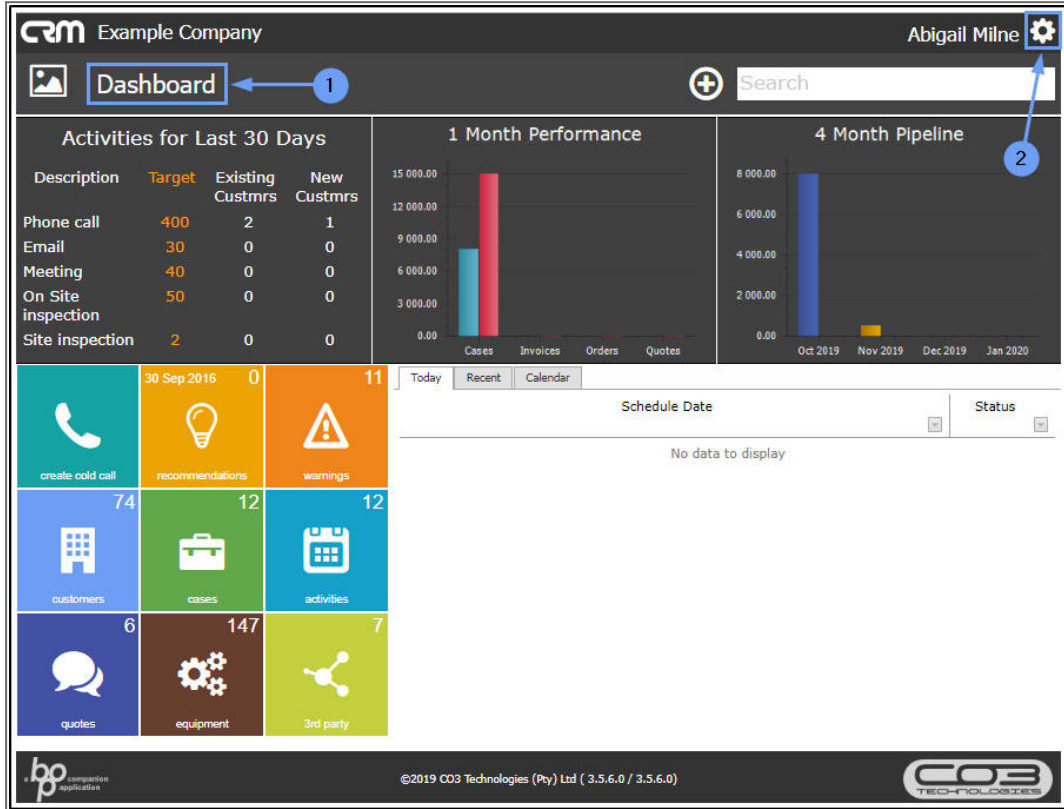 CRM Example Company
Abigail Milne
Dashboard
1
Search
2
Activities for Last 30 Days
Description Target Existing Custmrs New Custmrs
Phone call 400 2 1
Email 30 0 0
Meeting 40 0 0
On Site inspection 50 0 0
Site inspection 2 0 0
1 Month Performance
15 000.00
12 000.00
9 000.00
6 000.00
3 000.00
0.00
Cases Invoices Orders Quotes
4 Month Pipeline
8 000.00
6 000.00
4 000.00
2 000.00
0.00
Oct 2019 Nov 2019 Dec 2019 Jan 2020
create cold call
30 Sep 2016 0
recommendations
11
warnings
74
customers
12
cases
12
activities
6
quotes
147
equipment
7
3rd party
Today Recent Calendar
Schedule Date Status
No data to display
a bpo companion application
©2019 CO3 Technologies (Pty) Ltd ( 3.5.6.0 / 3.5.6.0)
CO3
TECHNOLOGIES